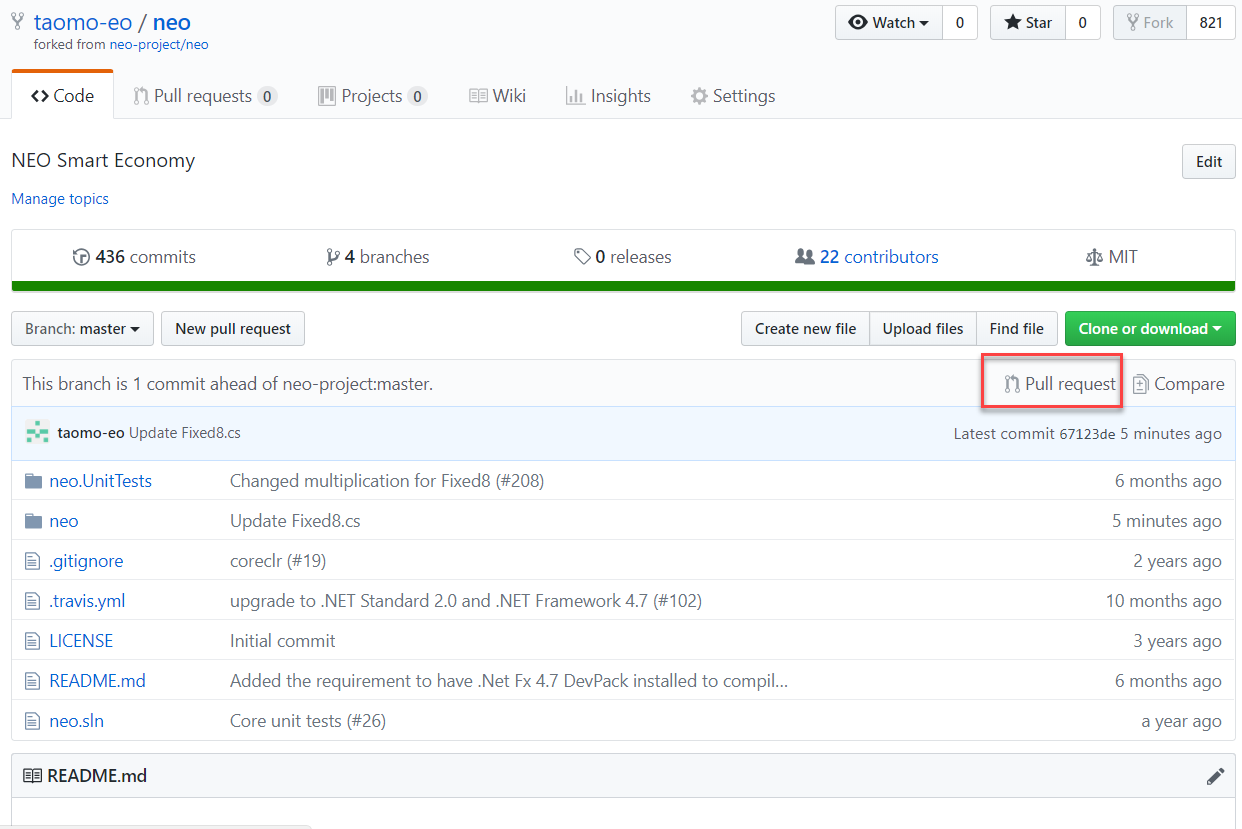 taomo-eo / neo
Watch 0 Star 0 Fork 821
forked from neo-project/neo
Code Pull requests 0 Projects 0 Wiki Insights Settings
NEO Smart Economy
Edit
Manage topics
436 commits 4 branches 0 releases 22 contributors MIT
Branch: master New pull request Create new file Upload files Find file Clone or download
This branch is 1 commit ahead of neo-project:master. Pull request Compare
taomo-eo Update Fixed8.cs Latest commit 67123de 5 minutes ago
neo.UnitTests Changed multiplication for Fixed8 (#208) 6 months ago
neo Update Fixed8.cs 5 minutes ago
.gitignore coreclr (#19) 2 years ago
.travis.yml upgrade to .NET Standard 2.0 and .NET Framework 4.7 (#102) 10 months ago
LICENSE Initial commit 3 years ago
README.md Added the requirement to have .Net Fx 4.7 DevPack installed to compil... 6 months ago
neo.sln Core unit tests (#26) a year ago
README.md